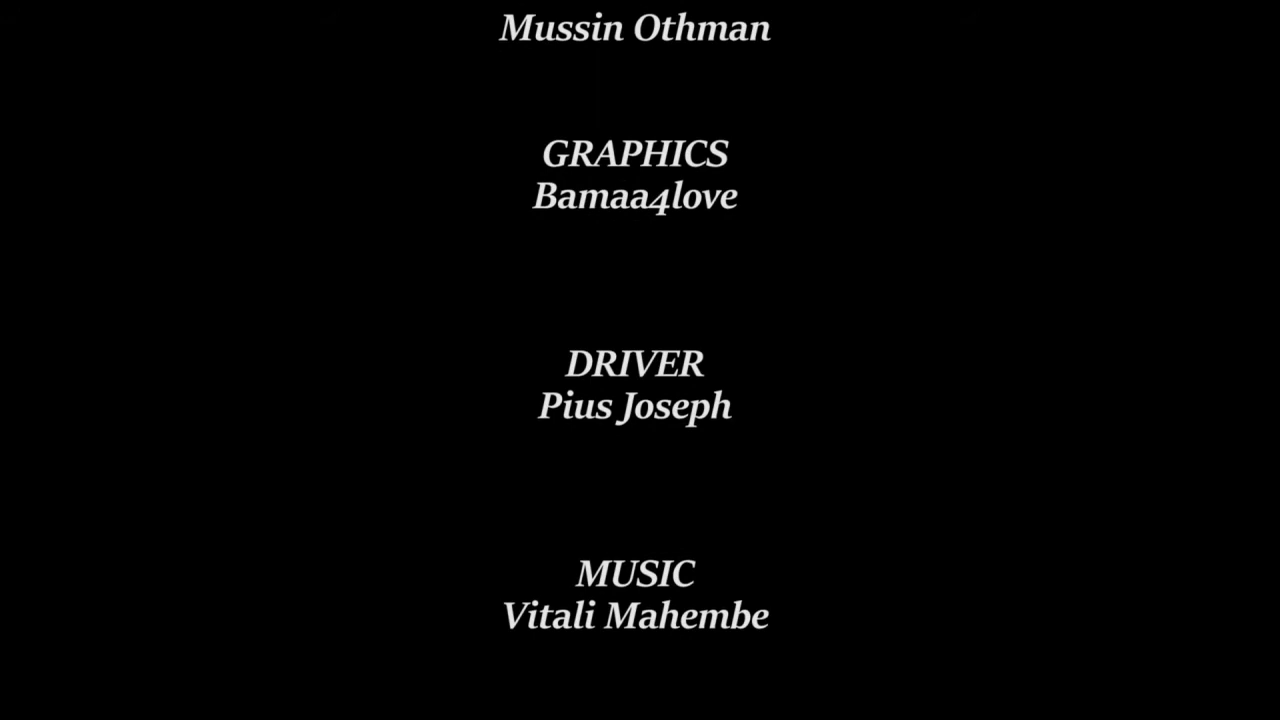 Mussin Othman
GRAPHICS
Bamaa4love
DRIVER
Pius Joseph
MUSIC
Vitali Mahembe